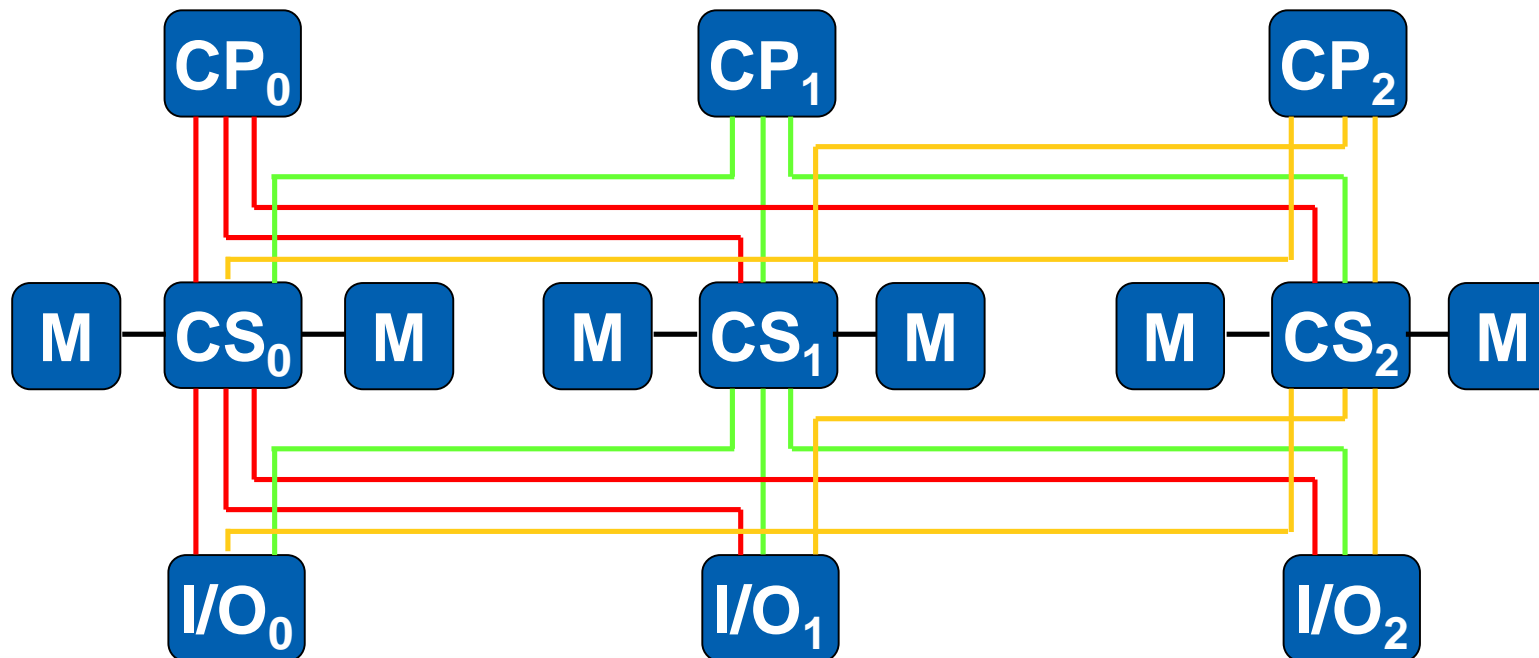 CP₀ CP₁ CP₂
M CS₀ M M CS₁ M M CS₂ M
I/O₀ I/O₁ I/O₂